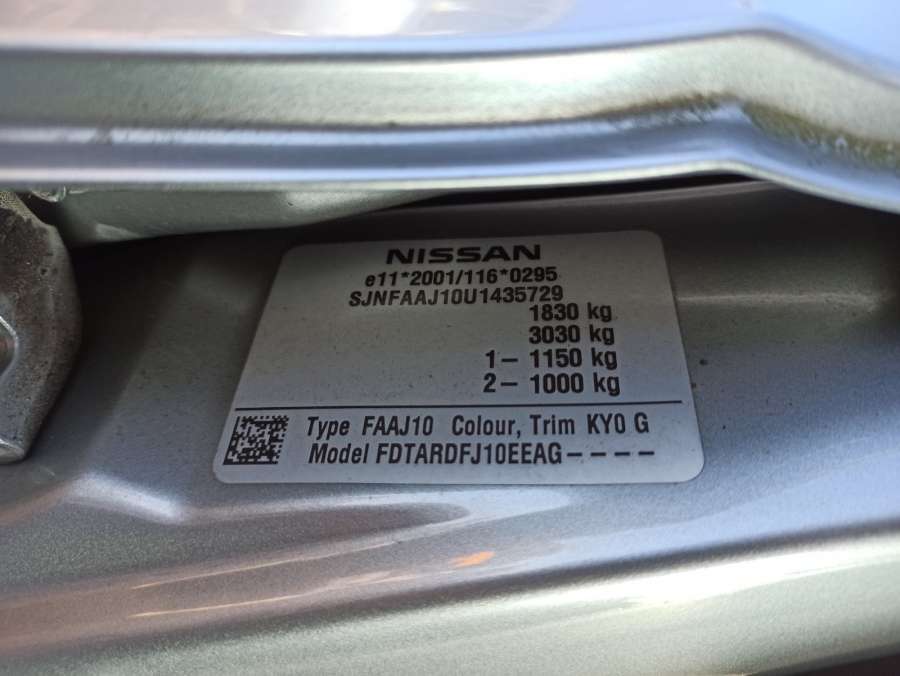 NISSAN
e11*2001/116*0295
SJNFAAJ10U1435729
1830 kg
3030 kg
1- 1150 kg
2- 1000 kg
Type FAAJ10 Colour, Trim KY0 G
Model FDTARDFJ10EEAG----